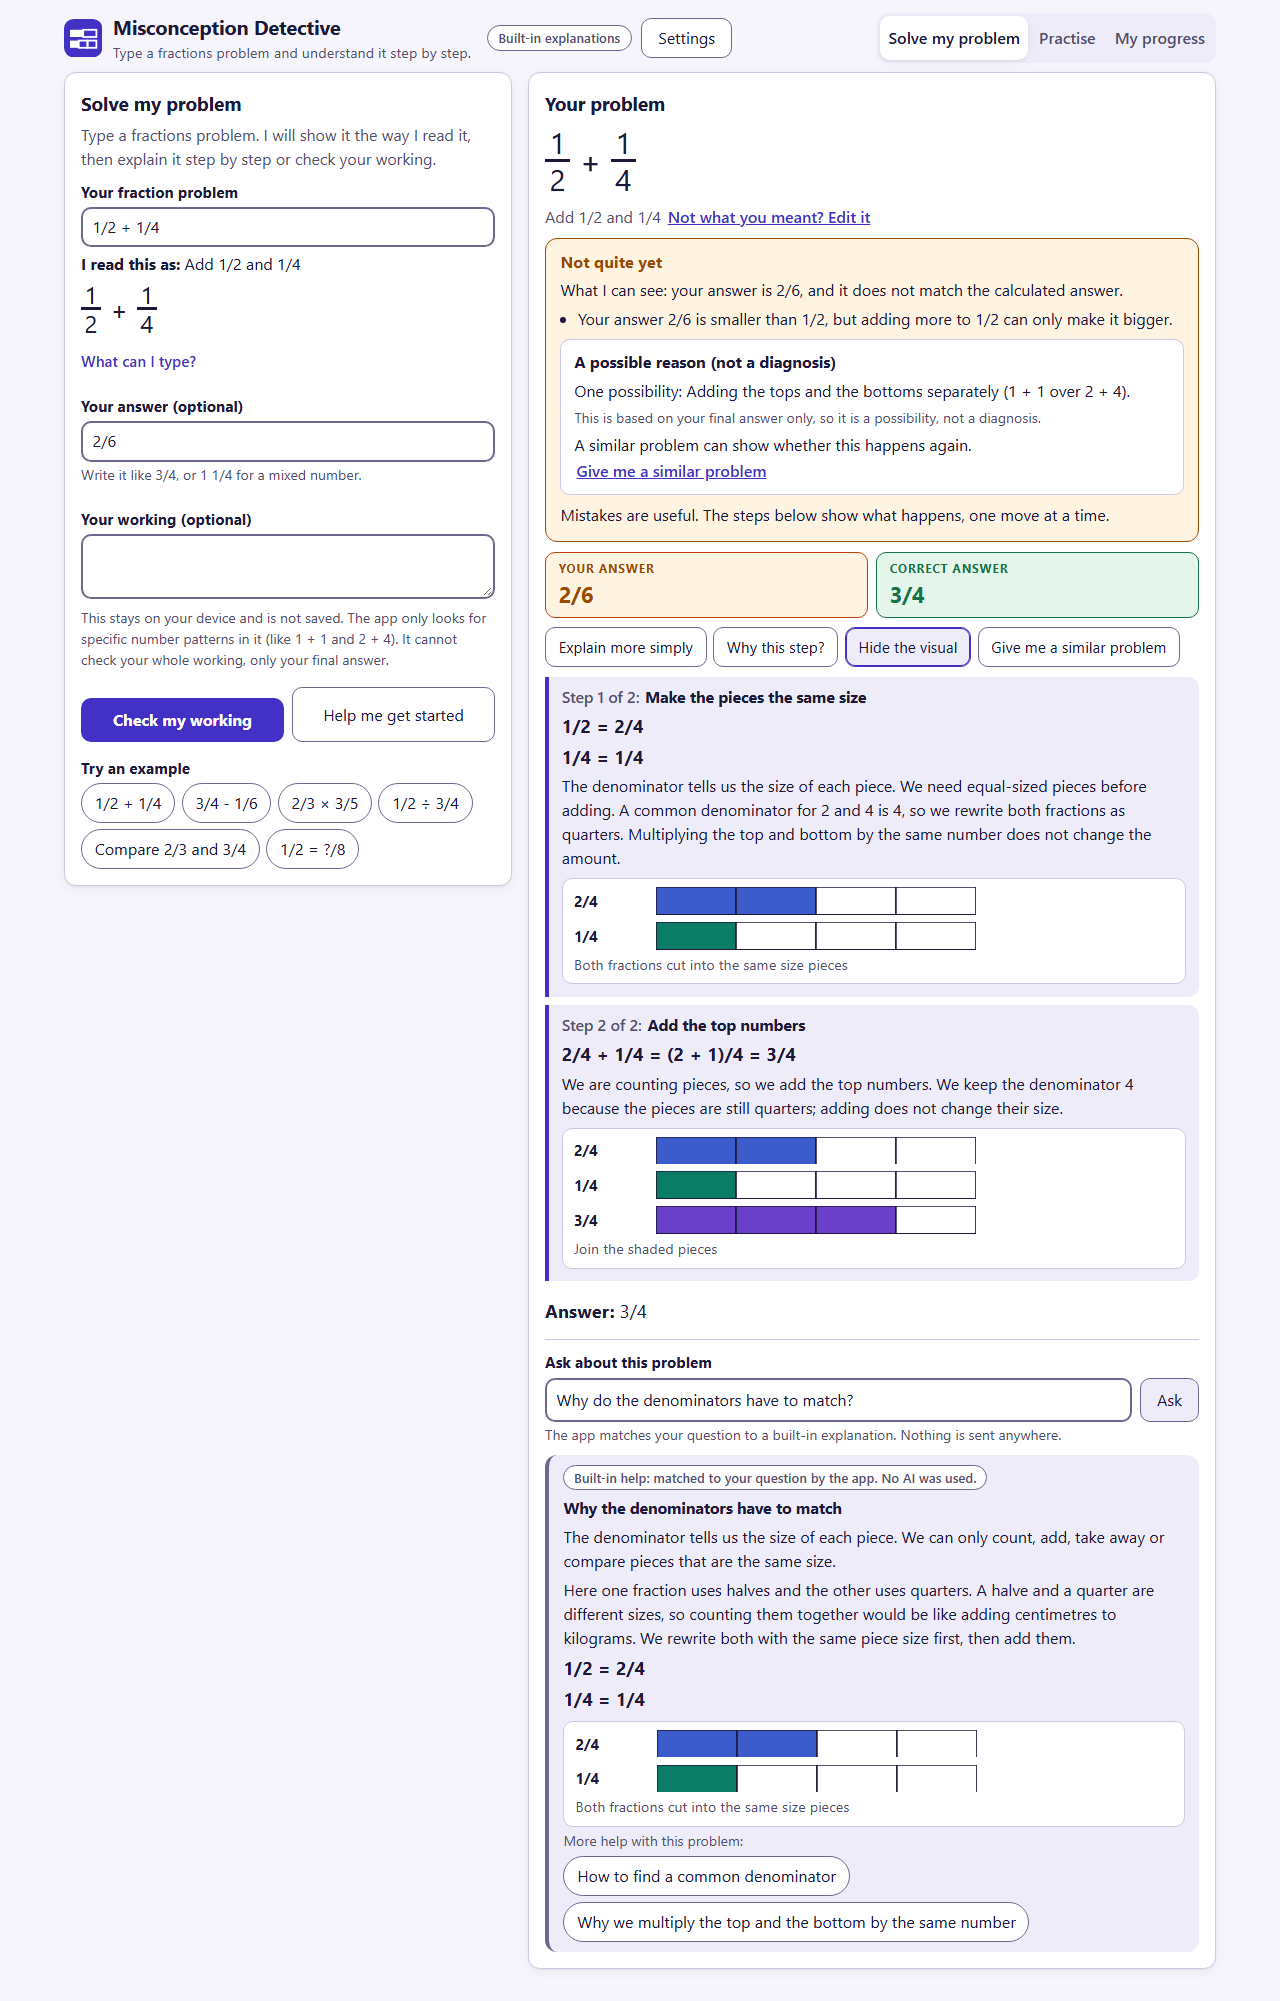 Misconception Detective
Type a fractions problem and understand it step by step.
Built-in explanations
Settings
Solve my problem
Practise
My progress
Solve my problem
Type a fractions problem. I will show it the way I read it,
then explain it step by step or check your working.
Your fraction problem
1/2 + 1/4
I read this as: Add 1/2 and 1/4
1/2 + 1/4
What can I type?
Your answer (optional)
2/6
Write it like 3/4, or 1 1/4 for a mixed number.
Your working (optional)
This stays on your device and is not saved. The app only looks for
specific number patterns in it (like 1 + 1 and 2 + 4). It cannot
check your whole working, only your final answer.
Check my working
Help me get started
Try an example
1/2 + 1/4
3/4 - 1/6
2/3 × 3/5
1/2 ÷ 3/4
Compare 2/3 and 3/4
1/2 = ?/8
Your problem
1/2 + 1/4
Add 1/2 and 1/4 Not what you meant? Edit it
Not quite yet
What I can see: your answer is 2/6, and it does not match the calculated answer.
• Your answer 2/6 is smaller than 1/2, but adding more to 1/2 can only make it bigger.
A possible reason (not a diagnosis)
One possibility: Adding the tops and the bottoms separately (1 + 1 over 2 + 4).
This is based on your final answer only, so it is a possibility, not a diagnosis.
A similar problem can show whether this happens again.
Give me a similar problem
Mistakes are useful. The steps below show what happens, one move at a time.
YOUR ANSWER
2/6
CORRECT ANSWER
3/4
Explain more simply
Why this step?
Hide the visual
Give me a similar problem
Step 1 of 2: Make the pieces the same size
1/2 = 2/4
1/4 = 1/4
The denominator tells us the size of each piece. We need equal-sized pieces before
adding. A common denominator for 2 and 4 is 4, so we rewrite both fractions as
quarters. Multiplying the top and bottom by the same number does not change the
amount.
2/4
1/4
Both fractions cut into the same size pieces
Step 2 of 2: Add the top numbers
2/4 + 1/4 = (2 + 1)/4 = 3/4
We are counting pieces, so we add the top numbers. We keep the denominator 4
because the pieces are still quarters; adding does not change their size.
2/4
1/4
3/4
Join the shaded pieces
Answer: 3/4
Ask about this problem
Why do the denominators have to match?
Ask
The app matches your question to a built-in explanation. Nothing is sent anywhere.
Built-in help: matched to your question by the app. No AI was used.
Why the denominators have to match
The denominator tells us the size of each piece. We can only count, add, take away or
compare pieces that are the same size.
Here one fraction uses halves and the other uses quarters. A halve and a quarter are
different sizes, so counting them together would be like adding centimetres to
kilograms. We rewrite both with the same piece size first, then add them.
1/2 = 2/4
1/4 = 1/4
2/4
1/4
Both fractions cut into the same size pieces
More help with this problem:
How to find a common denominator
Why we multiply the top and the bottom by the same number